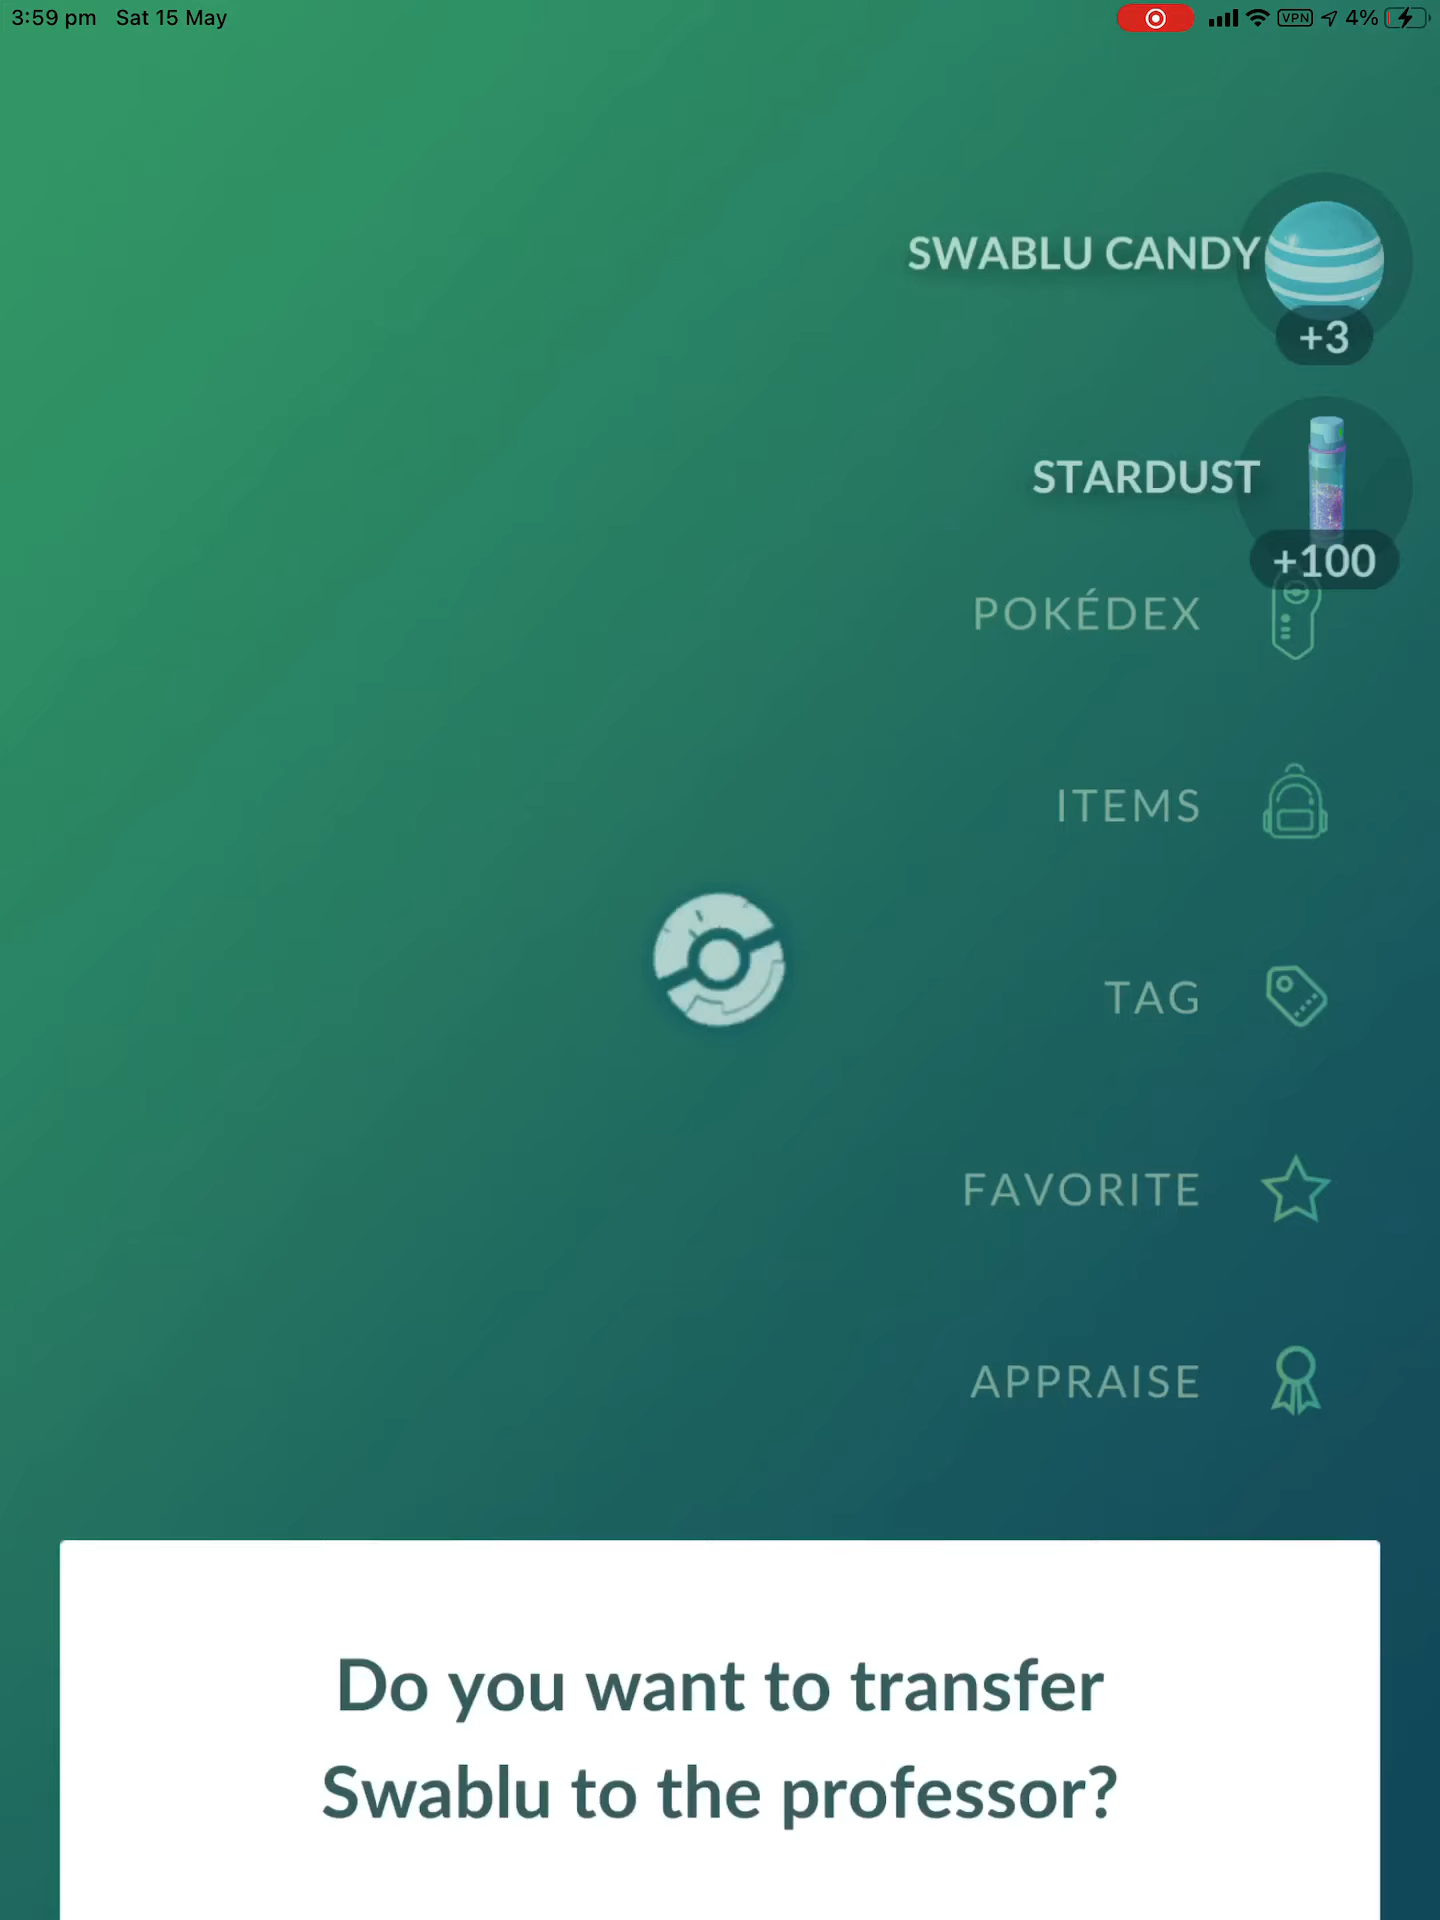 3:59 pm Sat 15 May
VPN 4%
SWABLU CANDY
+3
STARDUST
+100
POKÉDEX
ITEMS
TAG
FAVORITE
APPRAISE
Do you want to transfer
Swablu to the professor?